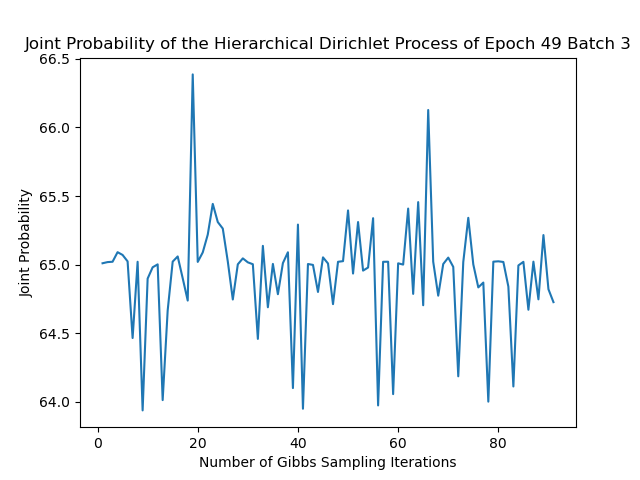 Joint Probability of the Hierarchical Dirichlet Process of Epoch 49 Batch 3
66.5
66.0
65.5
65.0
64.5
64.0
Joint Probability
0 20 40 60 80
Number of Gibbs Sampling Iterations